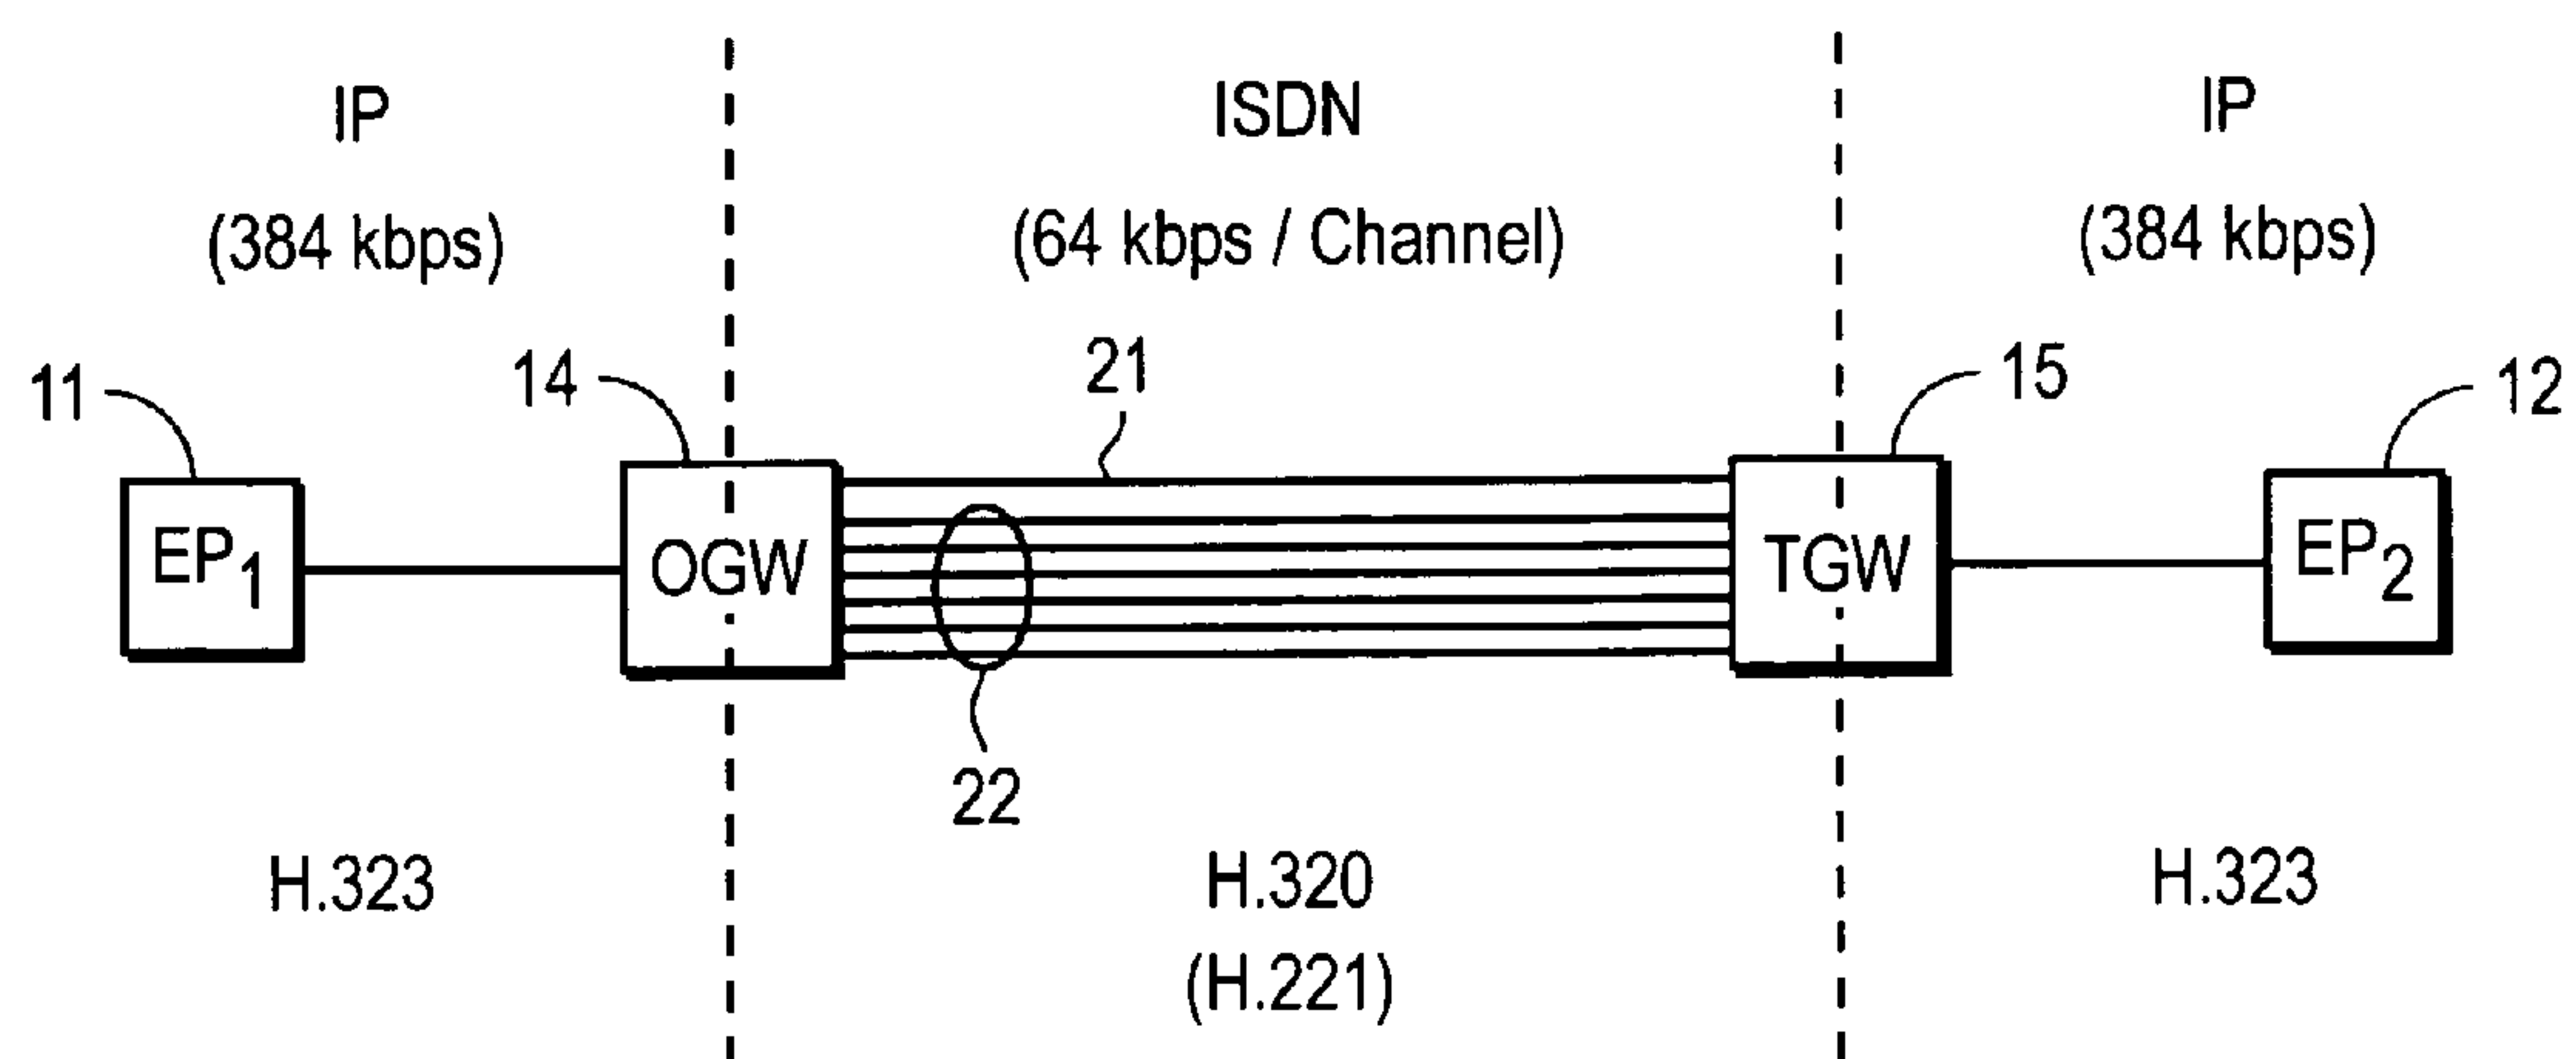 IP
ISDN
IP
(384 kbps)
(64 kbps / Channel)
(384 kbps)
11
14
21
15
12
EP1
OGW
TGW
EP2
22
H.323
H.320
H.323
(H.221)